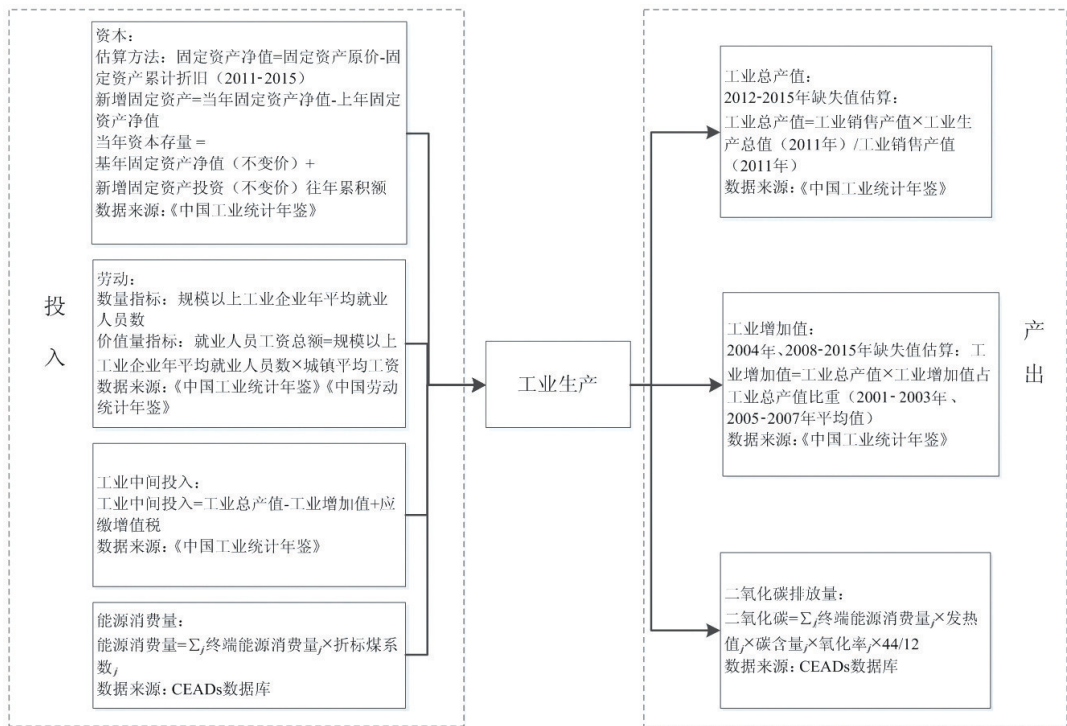 投
入
资本：
估算方法：固定资产净值=固定资产原价-固
定资产累计折旧（2011-2015）
新增固定资产=当年固定资产净值-上年固定
资产净值
当年资本存量 =
基年固定资产净值（不变价）+
新增固定资产投资（不变价）往年累积额
数据来源：《中国工业统计年鉴》
劳动：
数量指标：规模以上工业企业年平均就业
人员数
价值量指标：就业人员工资总额=规模以上
工业企业年平均就业人员数×城镇平均工资
数据来源：《中国工业统计年鉴》《中国劳动
统计年鉴》
工业中间投入：
工业中间投入=工业总产值-工业增加值+应
缴增值税
数据来源：《中国工业统计年鉴》
能源消费量：
能源消费量=∑j终端能源消费量j×折标煤系
数j
数据来源：CEADs数据库
工业生产
工业总产值：
2012-2015年缺失值估算：
工业总产值=工业销售产值×工业生
产总值（2011年）/工业销售产值
（2011年）
数据来源：《中国工业统计年鉴》
工业增加值：
2004年、2008-2015年缺失值估算：工
业增加值=工业总产值×工业增加值占
工业总产值比重（2001- 2003年、
2005-2007年平均值）
数据来源：《中国工业统计年鉴》
二氧化碳排放量：
二氧化碳=∑j终端能源消费量j×发热
值j×碳含量j×氧化率j×44/12
数据来源：CEADs数据库
产
出